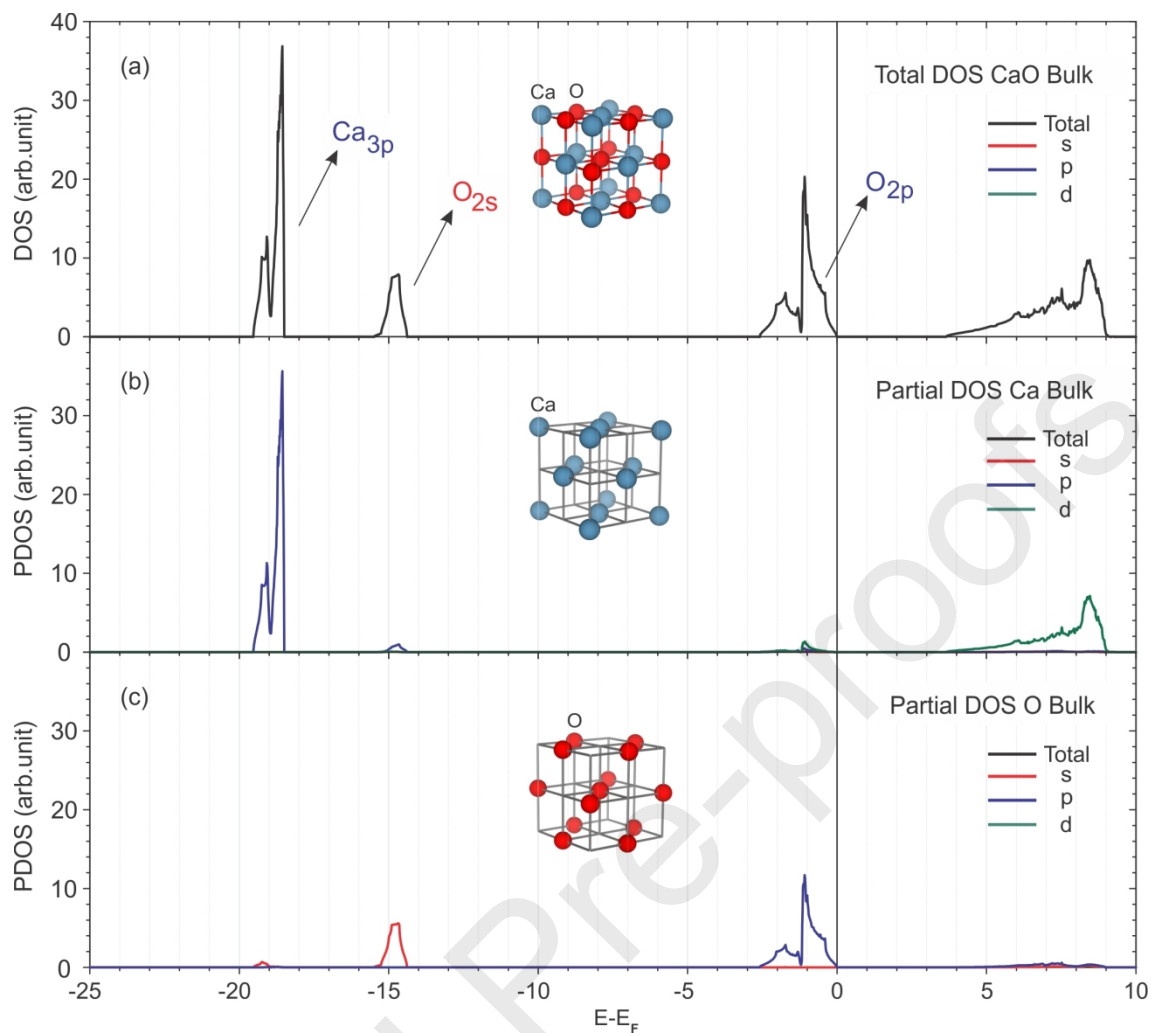 40
30
20
10
0
DOS (arb.unit)
(a)
Ca O
Ca3p
O2s
O2p
Total DOS CaO Bulk
Total
s
p
d
30
20
10
0
PDOS (arb.unit)
(b)
Ca
Partial DOS Ca Bulk
Total
s
p
d
30
20
10
0
PDOS (arb.unit)
(c)
O
Partial DOS O Bulk
Total
s
p
d
-25 -20 -15 -10 -5 0 5 10
E-EF
Pre-proofs